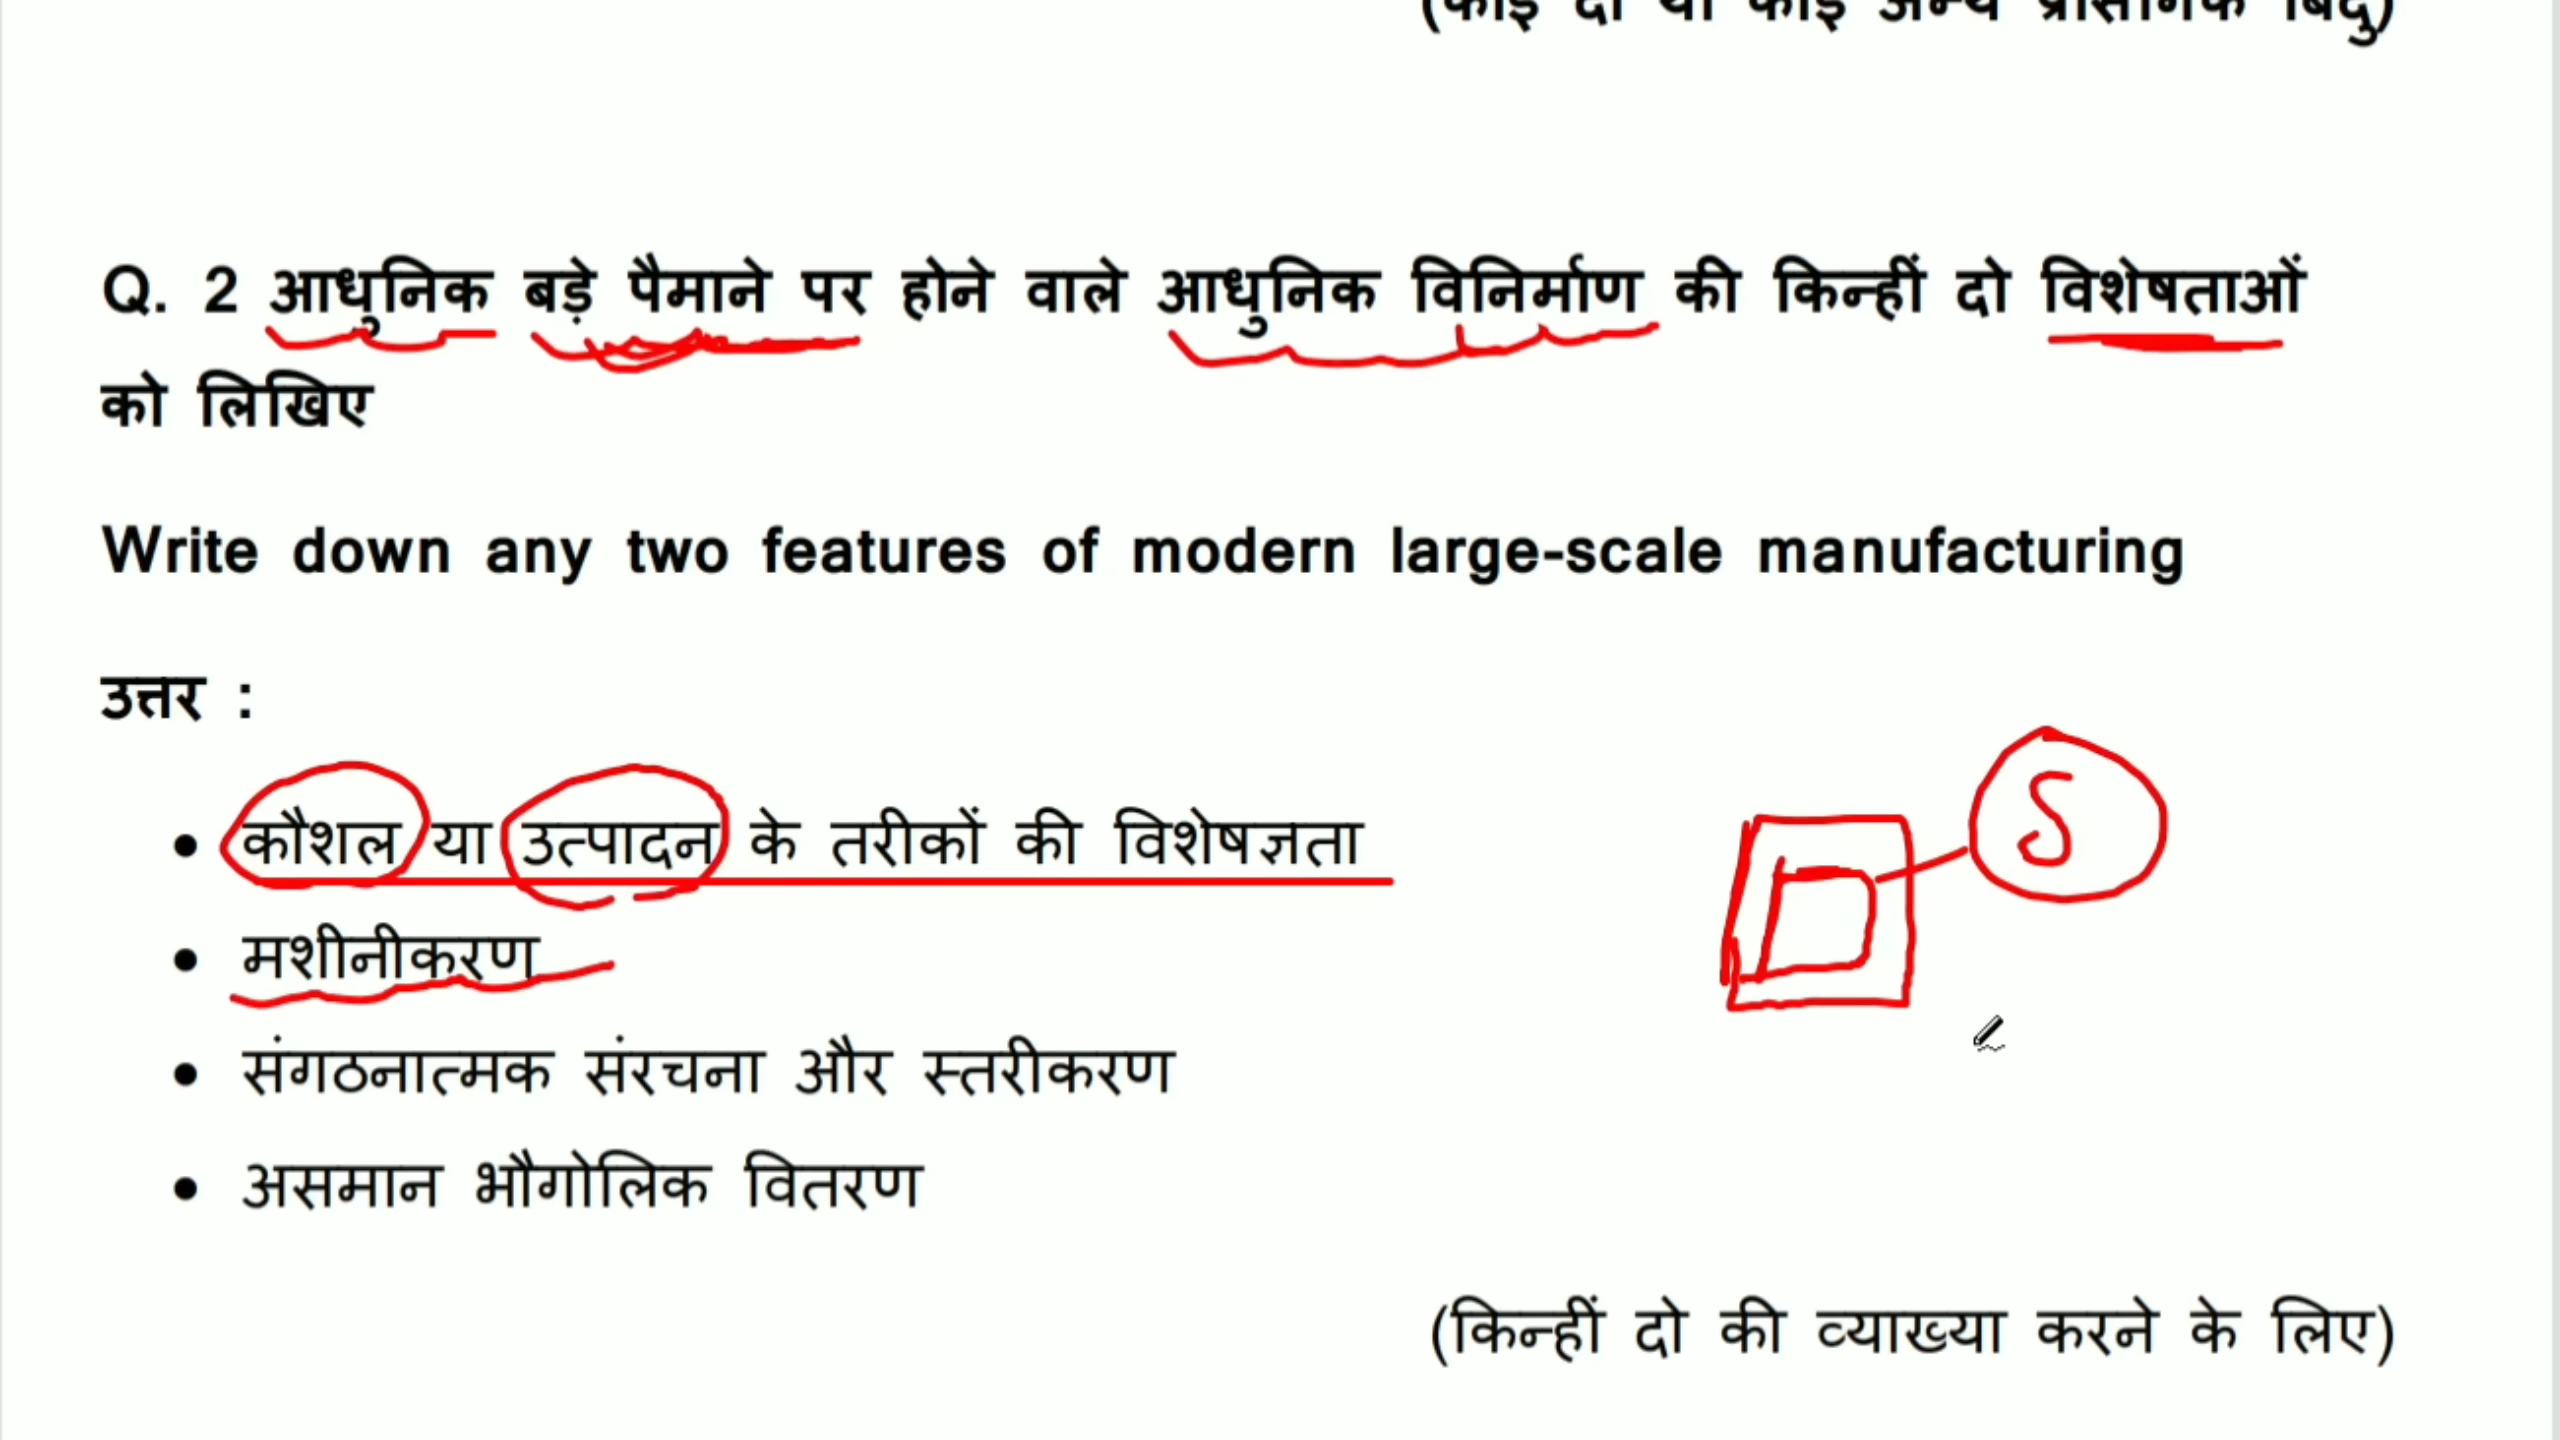 (कोई दो या कोई अन्य प्रासंगिक बिंदु)
Q. 2 आधुनिक बड़े पैमाने पर होने वाले आधुनिक विनिर्माण की किन्हीं दो विशेषताओं
को लिखिए
Write down any two features of modern large-scale manufacturing
उत्तर :
• कौशल या उत्पादन के तरीकों की विशेषज्ञता
S
• मशीनीकरण
• संगठनात्मक संरचना और स्तरीकरण
• असमान भौगोलिक वितरण
(किन्हीं दो की व्याख्या करने के लिए)